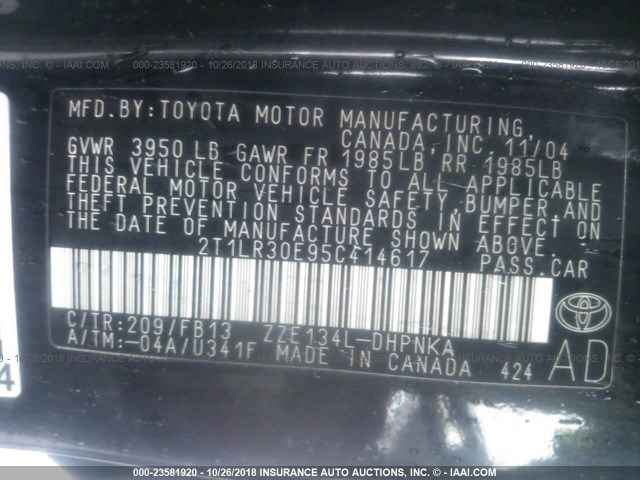 000-23581920 - 10/26/2018 - INSURANCE AUTO AUCTIONS, INC. - IAAI.COM
MFD.BY:TOYOTA MOTOR MANUFACTURING,
CANADA, INC. 11/04
GVWR 3950 LB GAWR FR 1985LB RR 1985LB
THIS VEHICLE CONFORMS TO ALL APPLICABLE
FEDERAL MOTOR VEHICLE SAFETY,BUMPER,AND
THEFT PREVENTION STANDARDS IN EFFECT ON
THE DATE OF MANUFACTURE SHOWN ABOVE.
2T1LR30E95C414617 PASS.CAR
C/TR:209/FB13 ZZE134L-DHPNKA
A/TM:-04A/U341F MADE IN CANADA 424 AD
4
000-23581920 - 10/26/2018 - INSURANCE AUTO AUCTIONS, INC. - IAAI.COM